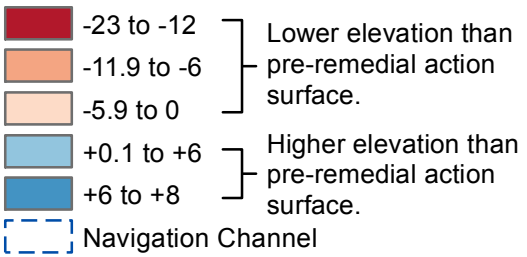 -23 to -12
-11.9 to -6
-5.9 to 0
Lower elevation than
pre-remedial action
surface.
+0.1 to +6
+6 to +8
Higher elevation than
pre-remedial action
surface.
Navigation Channel